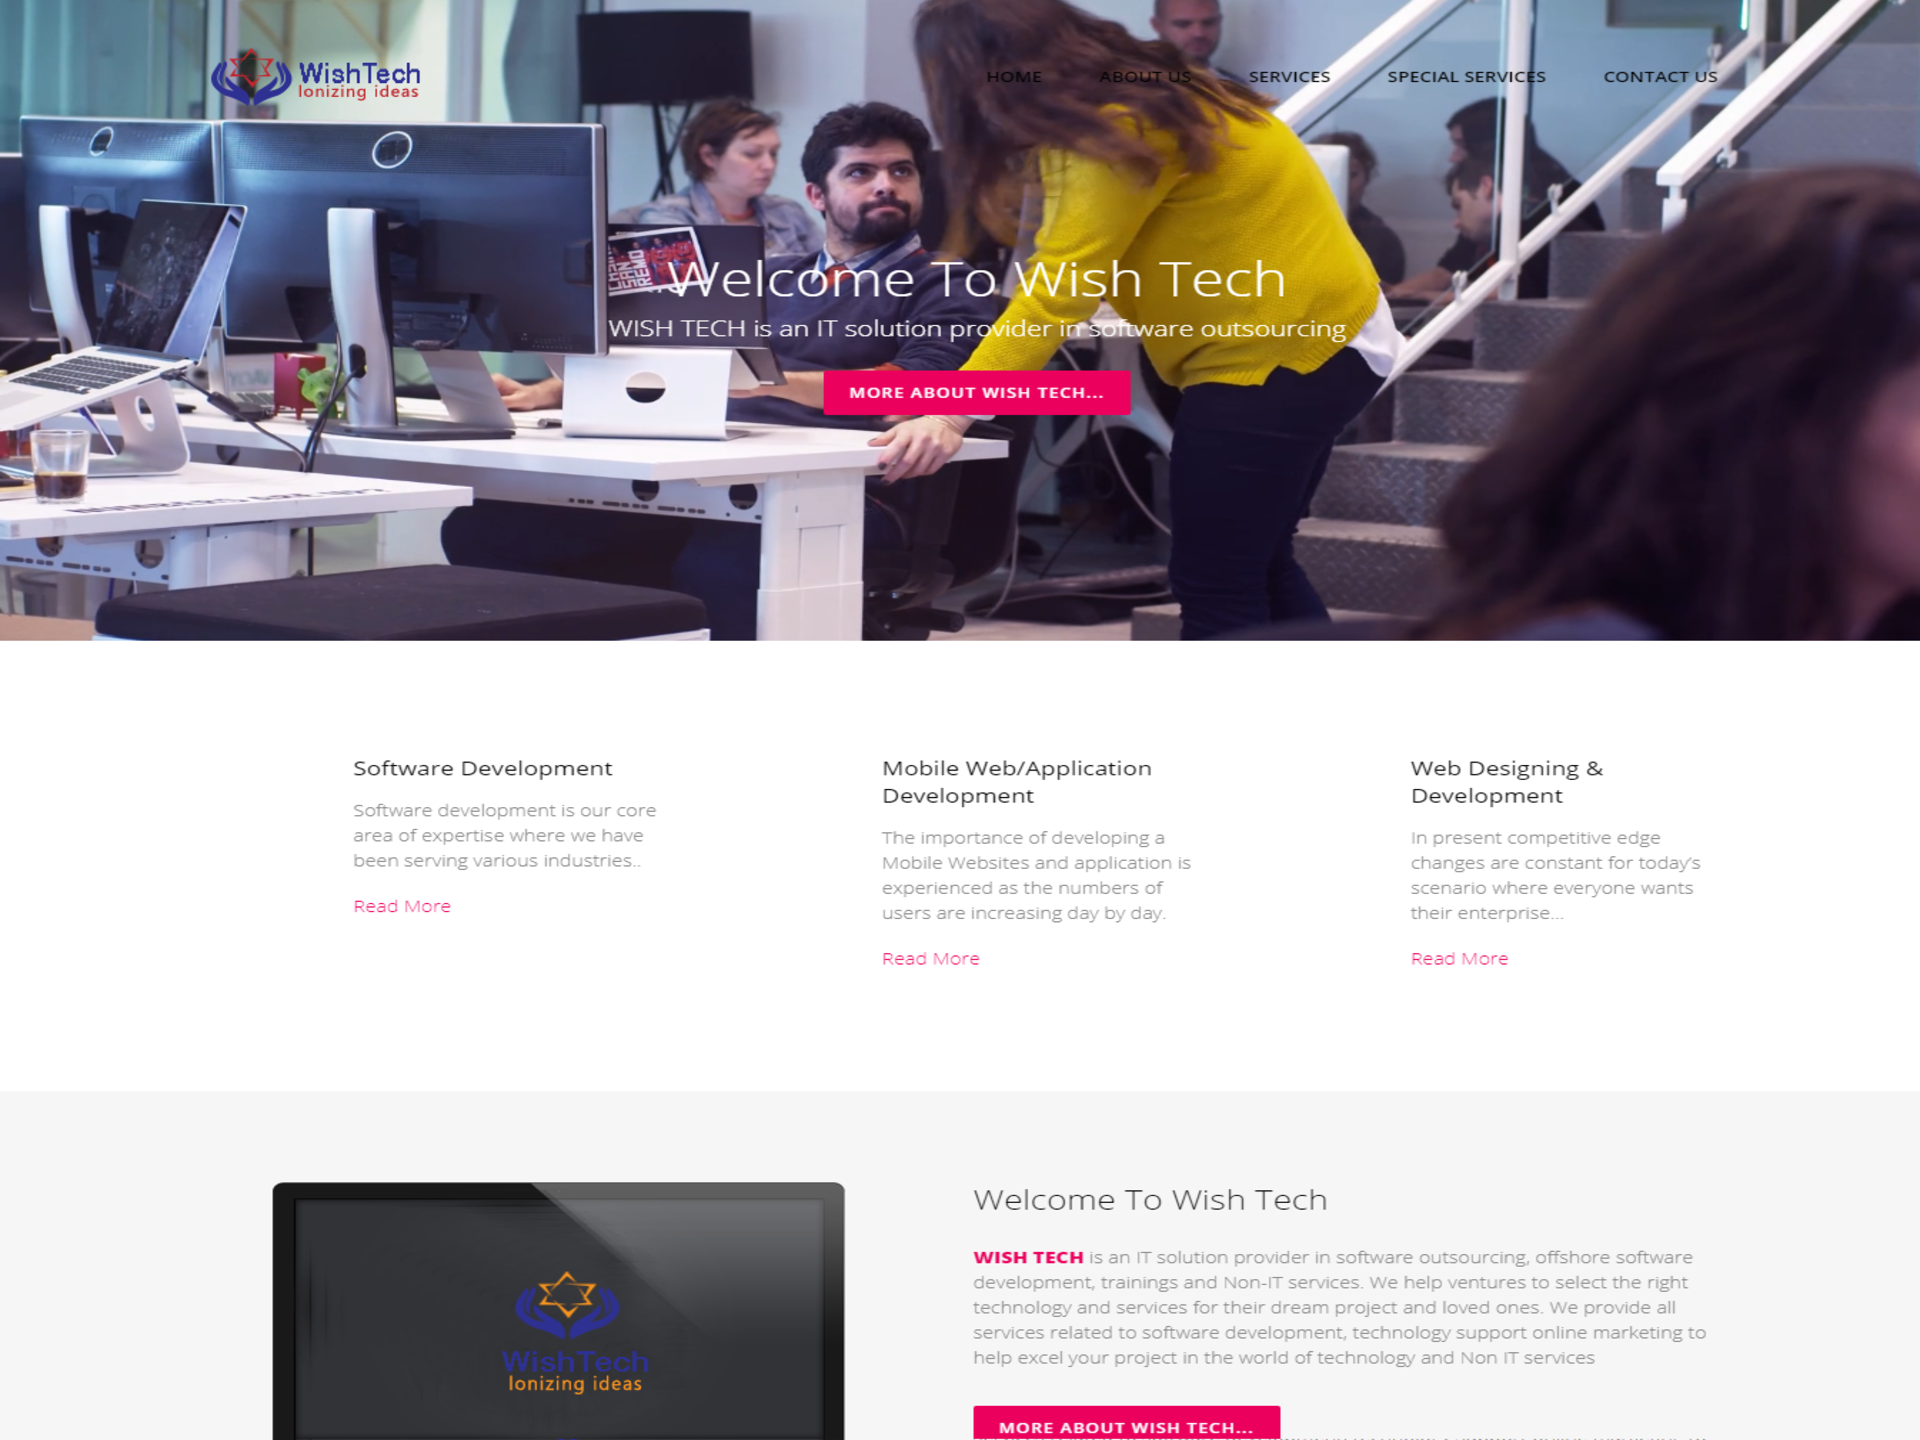 WishTech
Ionizing ideas
HOME ABOUT US SERVICES SPECIAL SERVICES CONTACT US
SAN
REMO
Welcome To Wish Tech
WISH TECH is an IT solution provider in software outsourcing
MORE ABOUT WISH TECH...
Software Development
Software development is our core
area of expertise where we have
been serving various industries..
Read More
Mobile Web/Application
Development
The importance of developing a
Mobile Websites and application is
experienced as the numbers of
users are increasing day by day.
Read More
Web Designing &
Development
In present competitive edge
changes are constant for today's
scenario where everyone wants
their enterprise...
Read More
WishTech
Ionizing ideas
Welcome To Wish Tech
WISH TECH is an IT solution provider in software outsourcing, offshore software
development, trainings and Non-IT services. We help ventures to select the right
technology and services for their dream project and loved ones. We provide all
services related to software development, technology support online marketing to
help excel your project in the world of technology and Non IT services
MORE ABOUT WISH TECH...